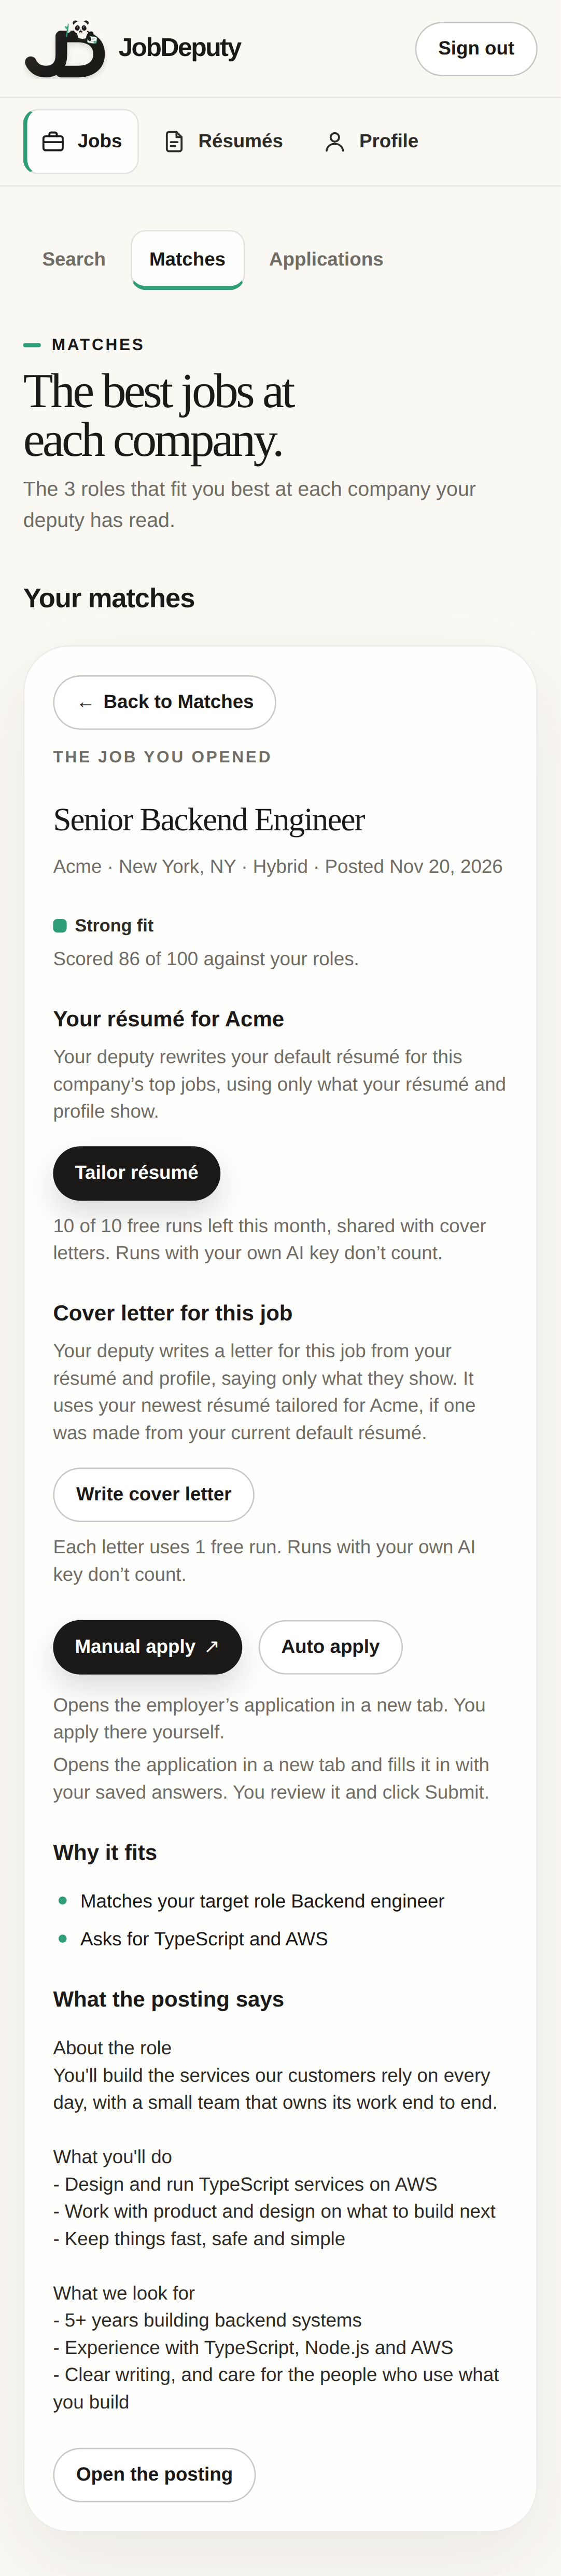 JobDeputy
Sign out
Jobs
Résumés
Profile
Search
Matches
Applications
MATCHES
The best jobs at
each company.
The 3 roles that fit you best at each company your
deputy has read.
Your matches
← Back to Matches
THE JOB YOU OPENED
Senior Backend Engineer
Acme · New York, NY · Hybrid · Posted Nov 20, 2026
Strong fit
Scored 86 of 100 against your roles.
Your résumé for Acme
Your deputy rewrites your default résumé for this
company’s top jobs, using only what your résumé and
profile show.
Tailor résumé
10 of 10 free runs left this month, shared with cover
letters. Runs with your own AI key don’t count.
Cover letter for this job
Your deputy writes a letter for this job from your
résumé and profile, saying only what they show. It
uses your newest résumé tailored for Acme, if one
was made from your current default résumé.
Write cover letter
Each letter uses 1 free run. Runs with your own AI
key don’t count.
Manual apply ↗
Auto apply
Opens the employer’s application in a new tab. You
apply there yourself.
Opens the application in a new tab and fills it in with
your saved answers. You review it and click Submit.
Why it fits
Matches your target role Backend engineer
Asks for TypeScript and AWS
What the posting says
About the role
You'll build the services our customers rely on every
day, with a small team that owns its work end to end.
What you'll do
- Design and run TypeScript services on AWS
- Work with product and design on what to build next
- Keep things fast, safe and simple
What we look for
- 5+ years building backend systems
- Experience with TypeScript, Node.js and AWS
- Clear writing, and care for the people who use what
you build
Open the posting